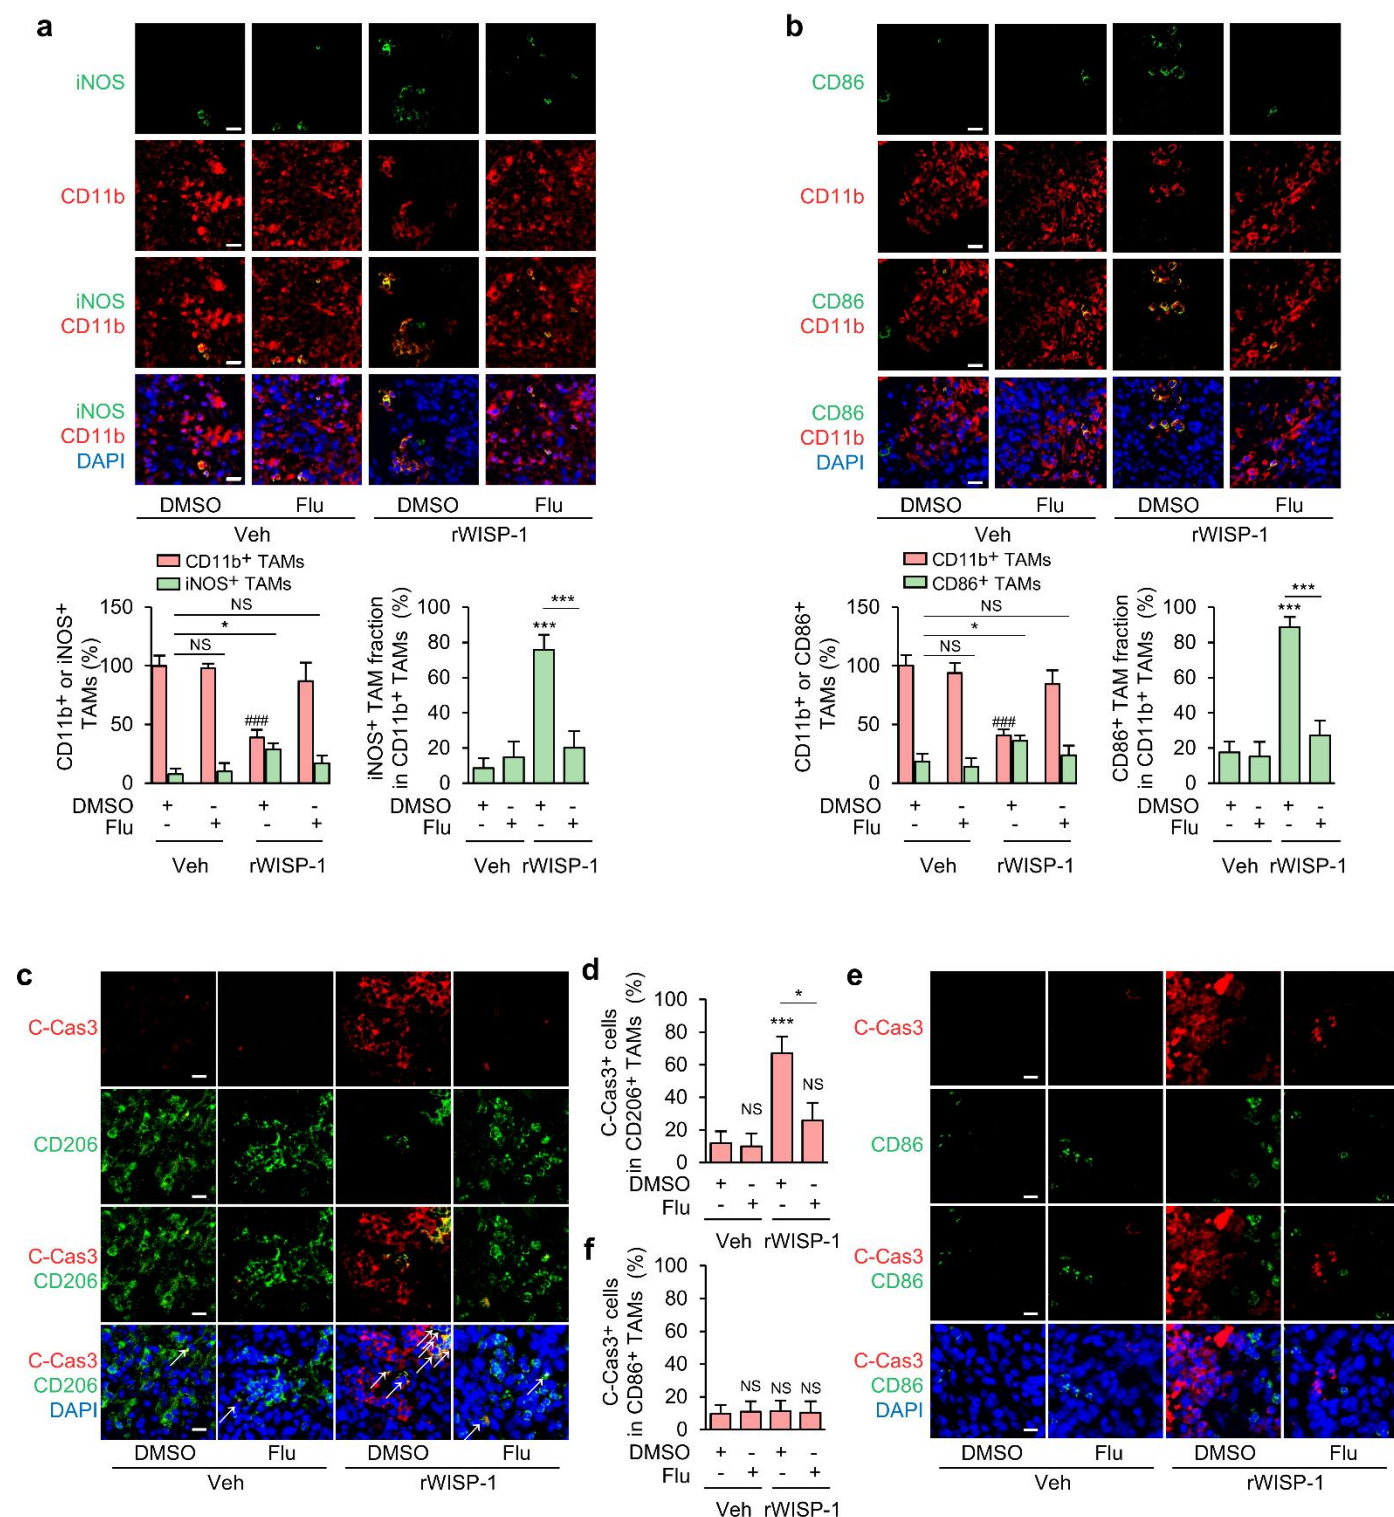 a
iNOS
CD11b
iNOS
CD11b
iNOS
CD11b
DAPI
DMSO Flu DMSO Flu
Veh rWISP-1
CD11b+ TAMs
iNOS+ TAMs
CD11b+ or iNOS+
TAMs (%)
150
100
50
0
NS
*
NS
###
DMSO + - + -
Flu - + - +
Veh rWISP-1
iNOS+ TAM fraction
in CD11b+ TAMs (%)
100
80
60
40
20
0
***
***
+ - + -
- + - +
Veh rWISP-1
b
CD86
CD11b
CD86
CD11b
CD86
CD11b
DAPI
DMSO Flu DMSO Flu
Veh rWISP-1
CD11b+ TAMs
CD86+ TAMs
CD11b+ or CD86+
TAMs (%)
150
100
50
0
NS
*
NS
###
DMSO + - + -
Flu - + - +
Veh rWISP-1
CD86+ TAM fraction
in CD11b+ TAMs (%)
100
80
60
40
20
0
***
***
+ - + -
- + - +
Veh rWISP-1
c
C-Cas3
CD206
C-Cas3
CD206
C-Cas3
CD206
DAPI
DMSO Flu DMSO Flu
Veh rWISP-1
d
C-Cas3+ cells
in CD206+ TAMs (%)
100
80
60
40
20
0
*
***
NS
NS
DMSO + - + -
Flu - + - +
Veh rWISP-1
f
C-Cas3+ cells
in CD86+ TAMs (%)
100
80
60
40
20
0
NS NS NS
DMSO + - + -
Flu - + - +
Veh rWISP-1
e
C-Cas3
CD86
C-Cas3
CD86
C-Cas3
CD86
DAPI
DMSO Flu DMSO Flu
Veh rWISP-1